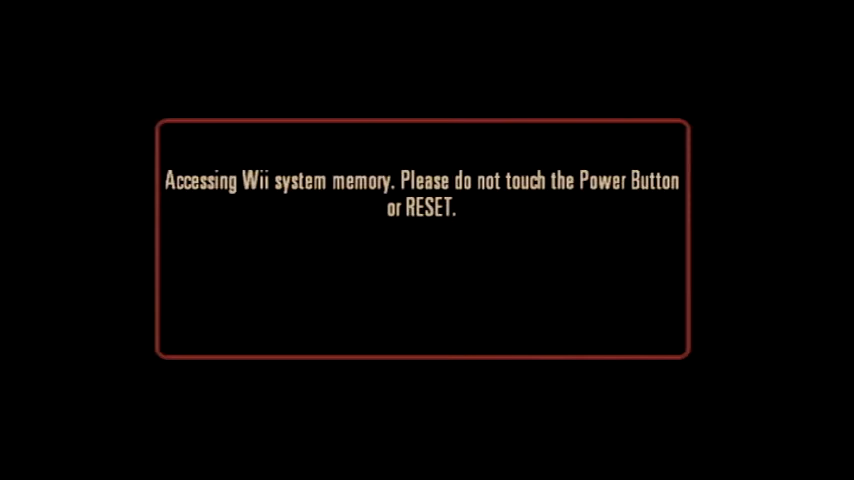 Accessing Wii system memory. Please do not touch the Power Button
or RESET.